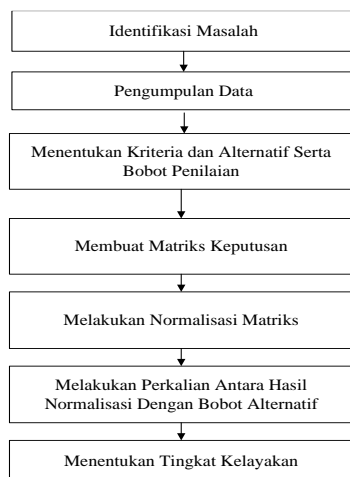 Identifikasi Masalah
Pengumpulan Data
Menentukan Kriteria dan Alternatif Serta
Bobot Penilaian
Membuat Matriks Keputusan
Melakukan Normalisasi Matriks
Melakukan Perkalian Antara Hasil
Normalisasi Dengan Bobot Alternatif
Menentukan Tingkat Kelayakan